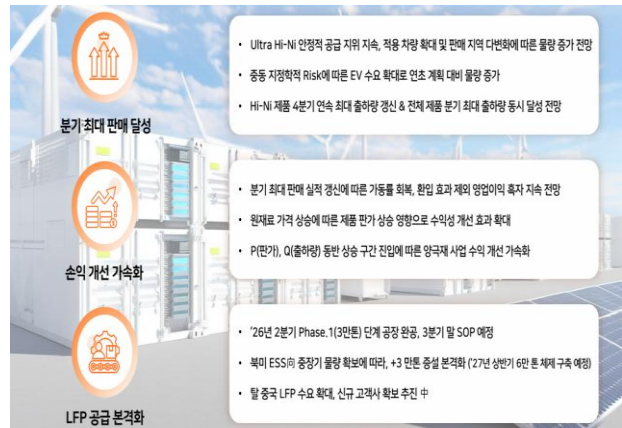 • Ultra Hi-Ni 안정적 공급 지위 지속, 적용 차량 확대 및 판매 지역 다변화에 따른 물량 증가 전망
• 중동 지정학적 Risk에 따른 EV 수요 확대로 연초 계획 대비 물량 증가
• Hi-Ni 제품 4분기 연속 최대 출하량 갱신 & 전체 제품 분기 최대 출하량 동시 달성 전망
분기 최대 판매 달성
• 분기 최대 판매 실적 갱신에 따른 가동률 회복, 환입 효과 제외 영업이익 흑자 지속 전망
• 원재료 가격 상승에 따른 제품 판가 상승 영향으로 수익성 개선 효과 확대
• P(판가), Q(출하량) 동반 상승 구간 진입에 따른 양극재 사업 수익 개선 가속화
손익 개선 가속화
• '26년 2분기 Phase.1(3만톤) 단계 공장 완공, 3분기 말 SOP 예정
• 북미 ESS向 중장기 물량 확보에 따라, +3 만톤 증설 본격화 ('27년 상반기 6만 톤 체제 구축 예정)
• 탈 중국 LFP 수요 확대, 신규 고객사 확보 추진 中
LFP 공급 본격화